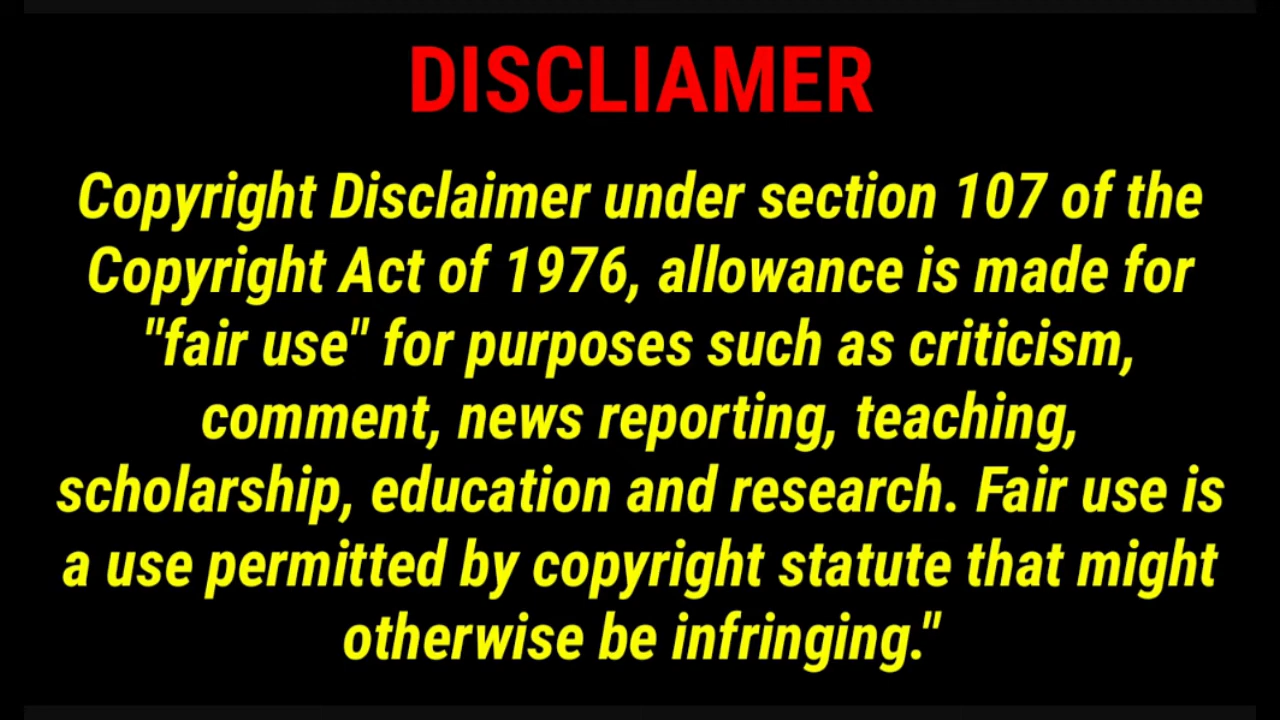 DISCLIAMER
Copyright Disclaimer under section 107 of the
Copyright Act of 1976, allowance is made for
"fair use" for purposes such as criticism,
comment, news reporting, teaching,
scholarship, education and research. Fair use is
a use permitted by copyright statute that might
otherwise be infringing."